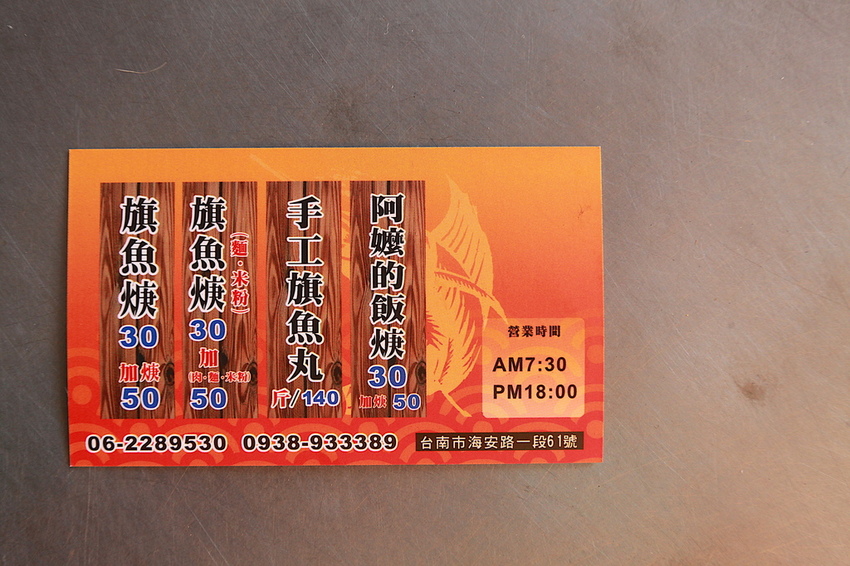 旗魚焿
30
加焿
50
旗魚焿
(麵·米粉)
30
加
(肉·麵·米粉)
50
手工旗魚丸
斤/140
阿嬤的飯焿
30
加焿 50
營業時間
AM7:30
PM18:00
06-2289530 0938-933389
台南市海安路一段61號